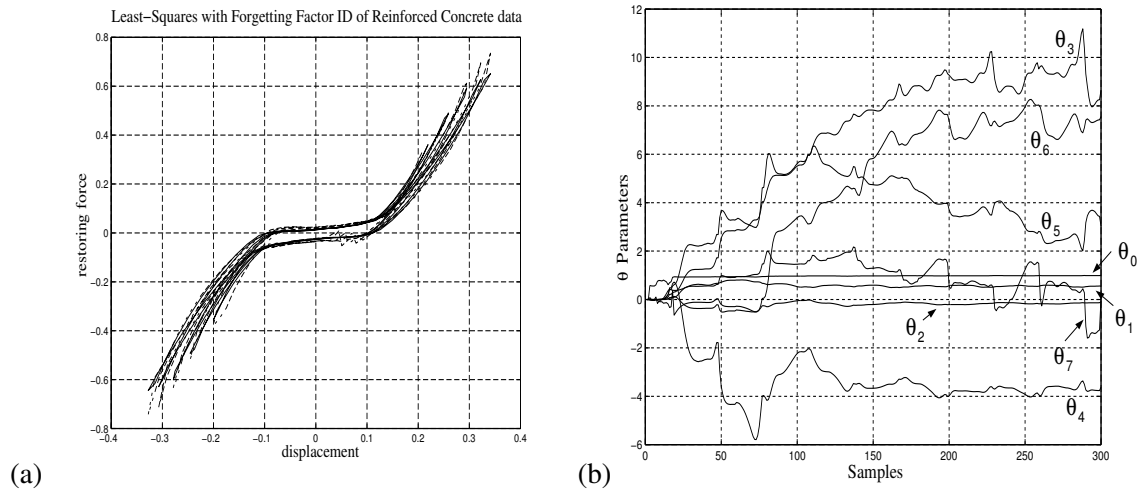 Least−Squares with Forgetting Factor ID of Reinforced Concrete data
0.8
0.6
0.4
0.2
0
−0.2
−0.4
−0.6
−0.8
−0.4 −0.3 −0.2 −0.1 0 0.1 0.2 0.3 0.4
restoring force
displacement
(a)
12
10
8
6
4
2
0
−2
−4
−6
0 50 100 150 200 250 300
θ Parameters
Samples
θ3
θ6
θ5
θ0
θ1
θ2
θ7
θ4
(b)